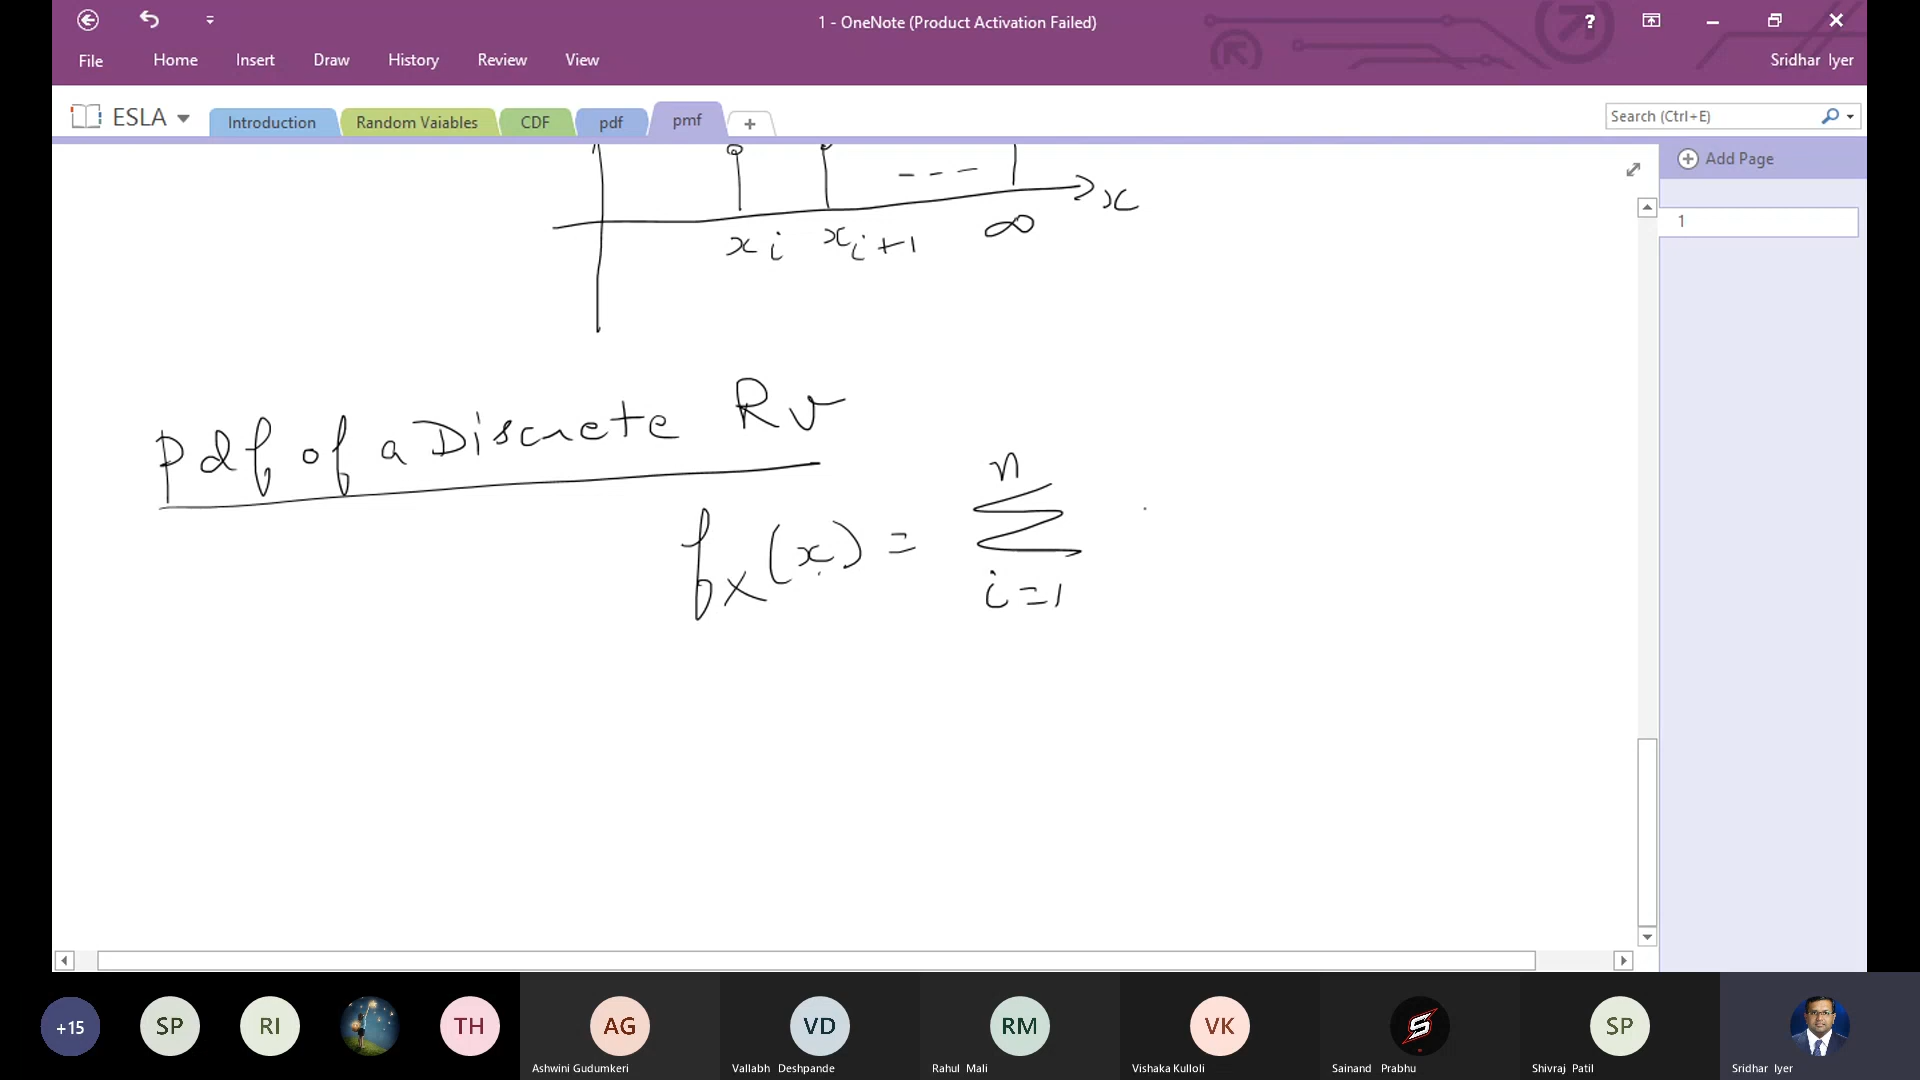 1 - OneNote (Product Activation Failed)
?
File Home Insert Draw History Review View
Sridhar Iyer
ESLA Introduction Random Vaiables CDF pdf pmf +
Search (Ctrl+E)
Add Page
1
- - -
x
xi xi+1 ∞
pdf of a Discrete Rv
n
fX(x) = Σ
i=1
+15 SP RI TH AG VD RM VK S SP
Ashwini Gudumkeri Vallabh Deshpande Rahul Mali Vishaka Kulloli Sainand Prabhu Shivraj Patil Sridhar Iyer